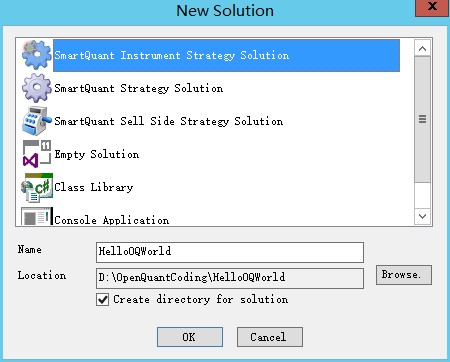 New Solution
x
SmartQuant Instrument Strategy Solution
SmartQuant Strategy Solution
SmartQuant Sell Side Strategy Solution
Empty Solution
Class Library
Console Application
Name
HelloOQWorld
Location
D:\OpenQuantCoding\HelloOQWorld
Browse.
Create directory for solution
OK
Cancel